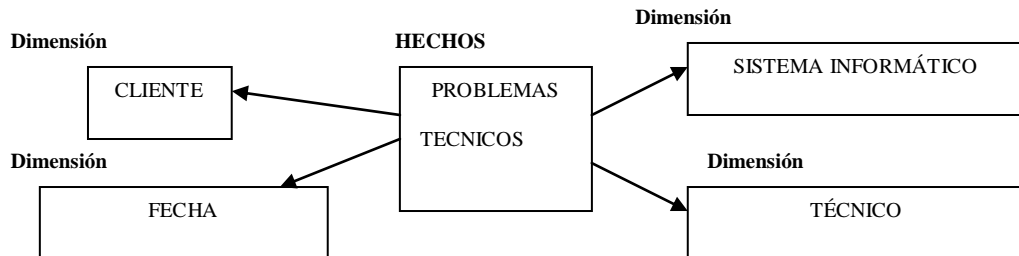 Dimensión
Dimensión
HECHOS
CLIENTE
PROBLEMAS
TECNICOS
SISTEMA INFORMÁTICO
Dimensión
Dimensión
FECHA
TÉCNICO